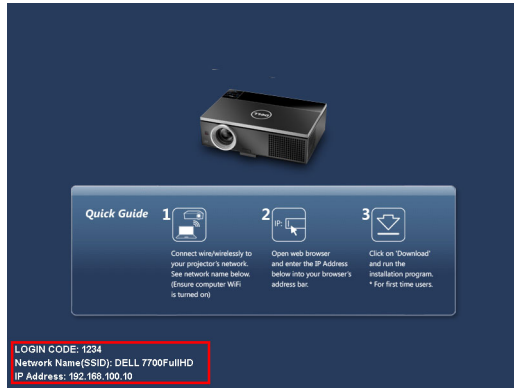 DELL
Quick Guide
1
Connect wire/wirelessly to
your projector's network.
See network name below.
(Ensure computer WiFi
is turned on)
2
IP:
Open web browser
and enter the IP Address
below into your browser's
address bar.
3
Click on 'Download'
and run the
installation program.
* For first time users.
LOGIN CODE: 1234
Network Name(SSID): DELL 7700FullHD
IP Address: 192.168.100.10